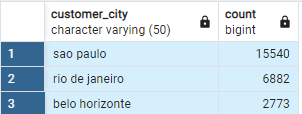 customer_city count
character varying (50) bigint
1 sao paulo 15540
2 rio de janeiro 6882
3 belo horizonte 2773